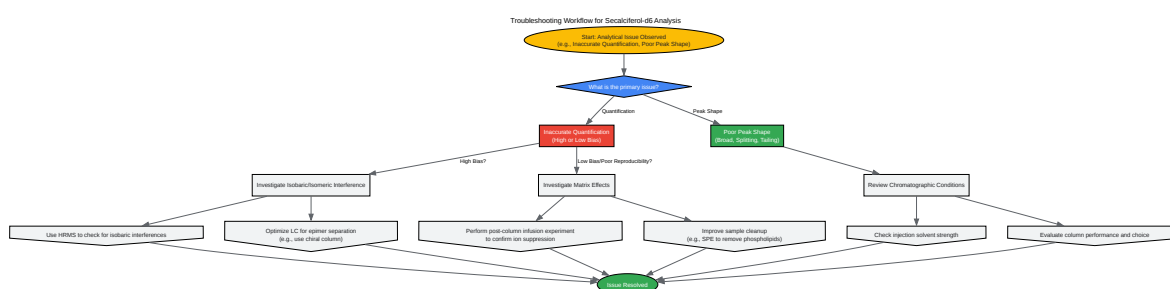 Troubleshooting Workflow for Secalciferol-d6 Analysis
Start: Analytical Issue Observed
(e.g., Inaccurate Quantification, Poor Peak Shape)
What is the primary issue?
Quantification
Peak Shape
Inaccurate Quantification
(High or Low Bias)
Poor Peak Shape
(Broad, Splitting, Tailing)
High Bias?
Low Bias/Poor Reproducibility?
Investigate Isobaric/Isomeric Interference
Investigate Matrix Effects
Review Chromatographic Conditions
Use HRMS to check for isobaric interferences
Optimize LC for epimer separation
(e.g., use chiral column)
Perform post-column infusion experiment
to confirm ion suppression
Improve sample cleanup
(e.g., SPE to remove phospholipids)
Check injection solvent strength
Evaluate column performance and choice
Issue Resolved